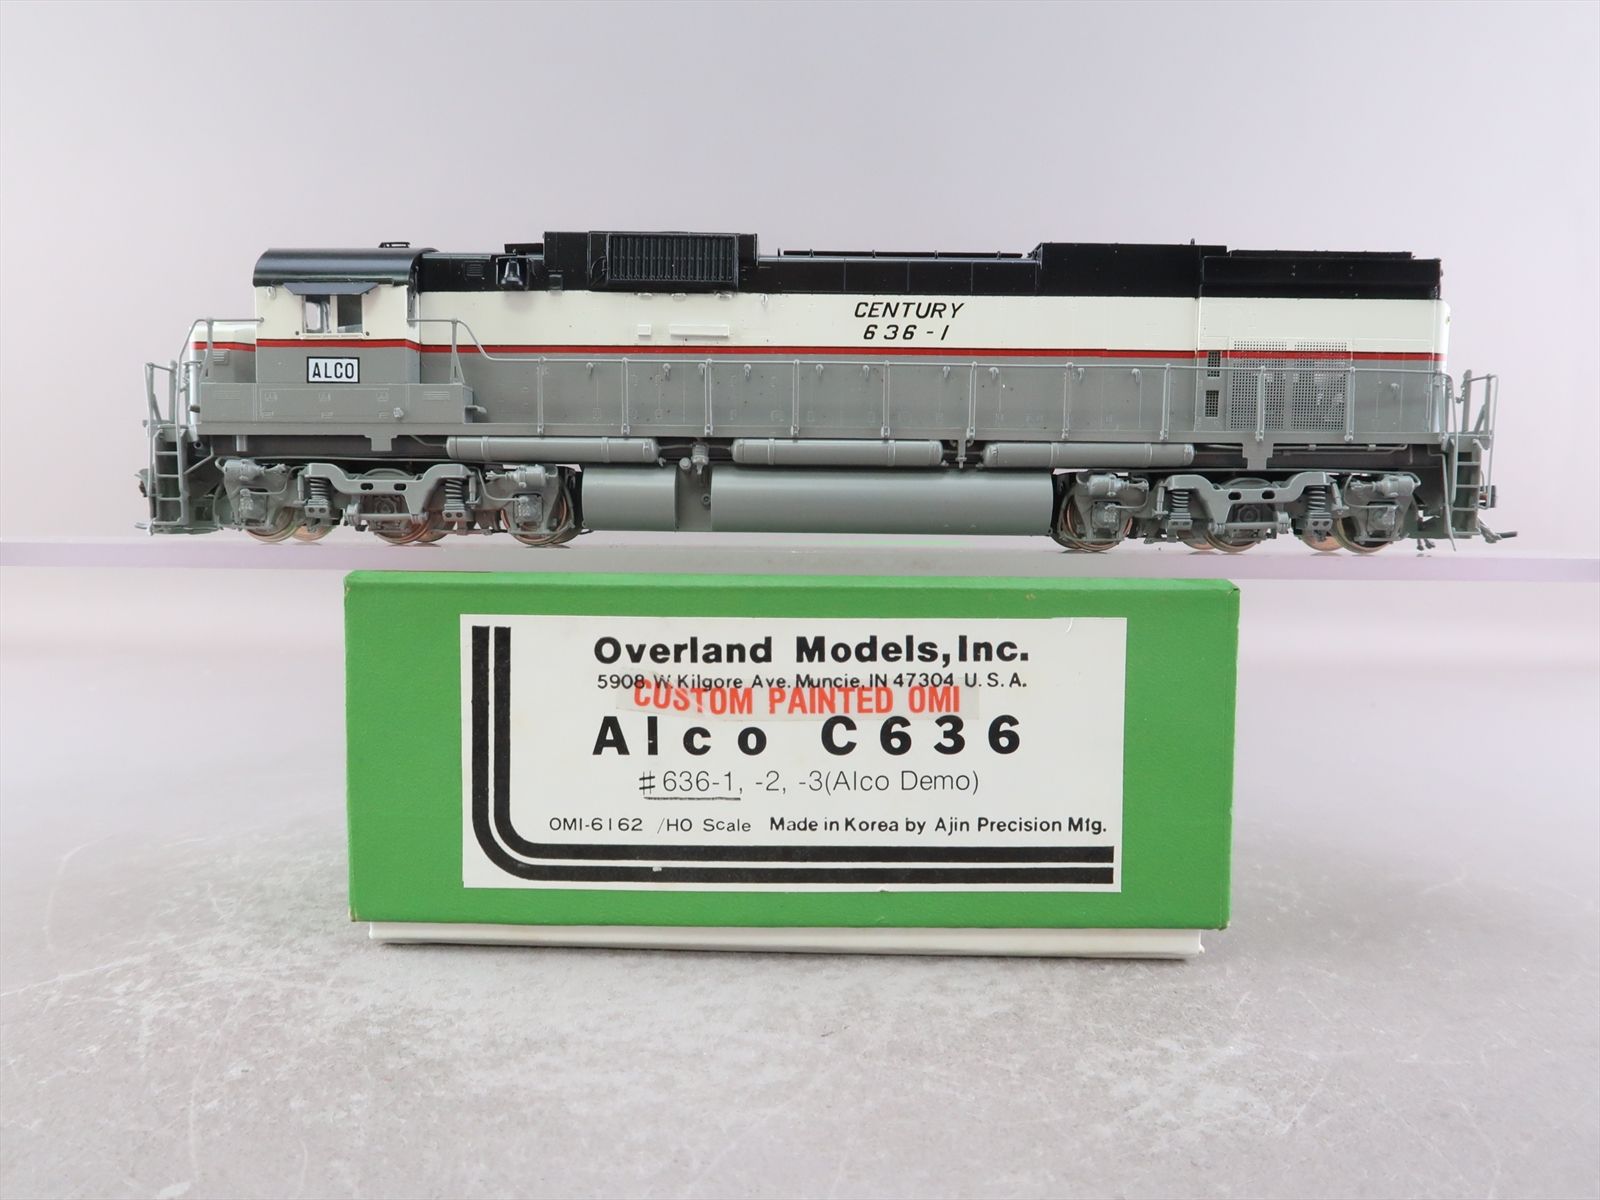 CENTURY
636-1
ALCO
Overland Models,Inc.
5908 W. Kilgore Ave. Muncie, IN 47304 U.S.A.
CUSTOM PAINTED OMI
Alco C636
#636-1, -2, -3(Alco Demo)
OMI-6162 /HO Scale Made in Korea by Ajin Precision Mfg.